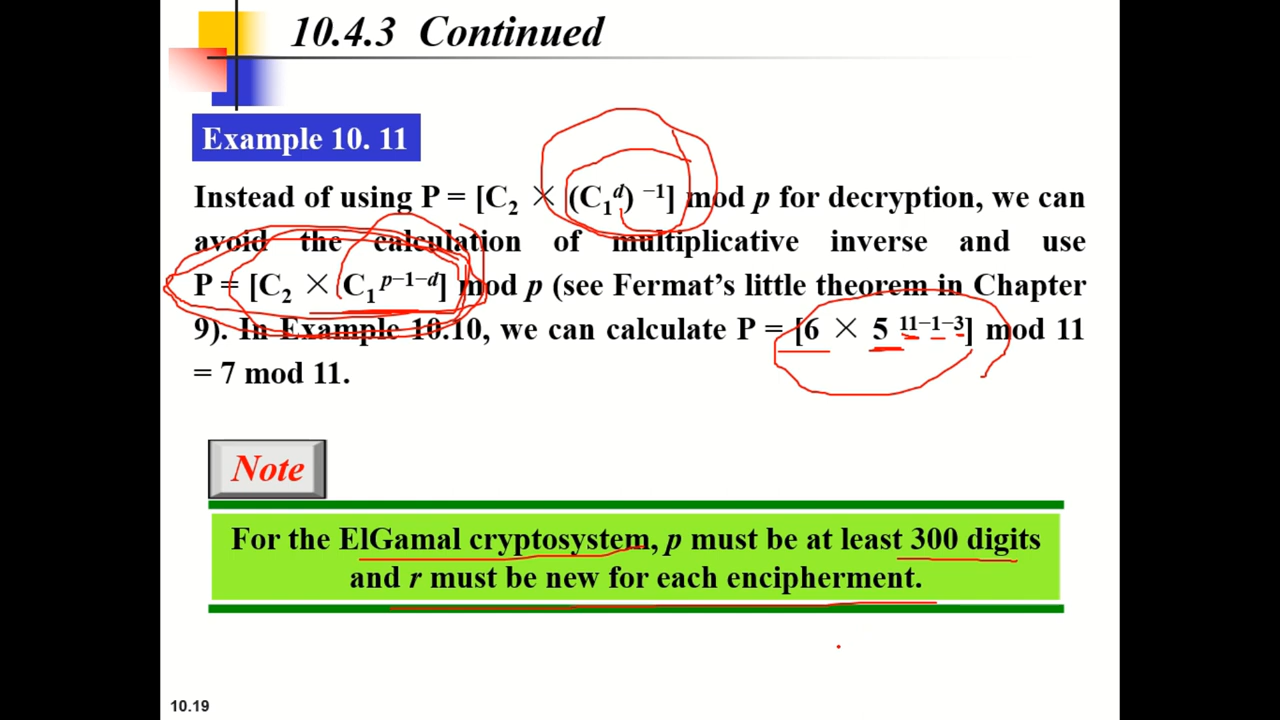 10.4.3 Continued
Example 10. 11
Instead of using P = [C₂ × (C₁ᵈ) ⁻¹] mod p for decryption, we can
avoid the calculation of multiplicative inverse and use
P = [C₂ × C₁ ᵖ⁻¹⁻ᵈ] mod p (see Fermat’s little theorem in Chapter
9). In Example 10.10, we can calculate P = [6 × 5 ¹¹⁻¹⁻³] mod 11
= 7 mod 11.
Note
For the ElGamal cryptosystem, p must be at least 300 digits
and r must be new for each encipherment.
10.19